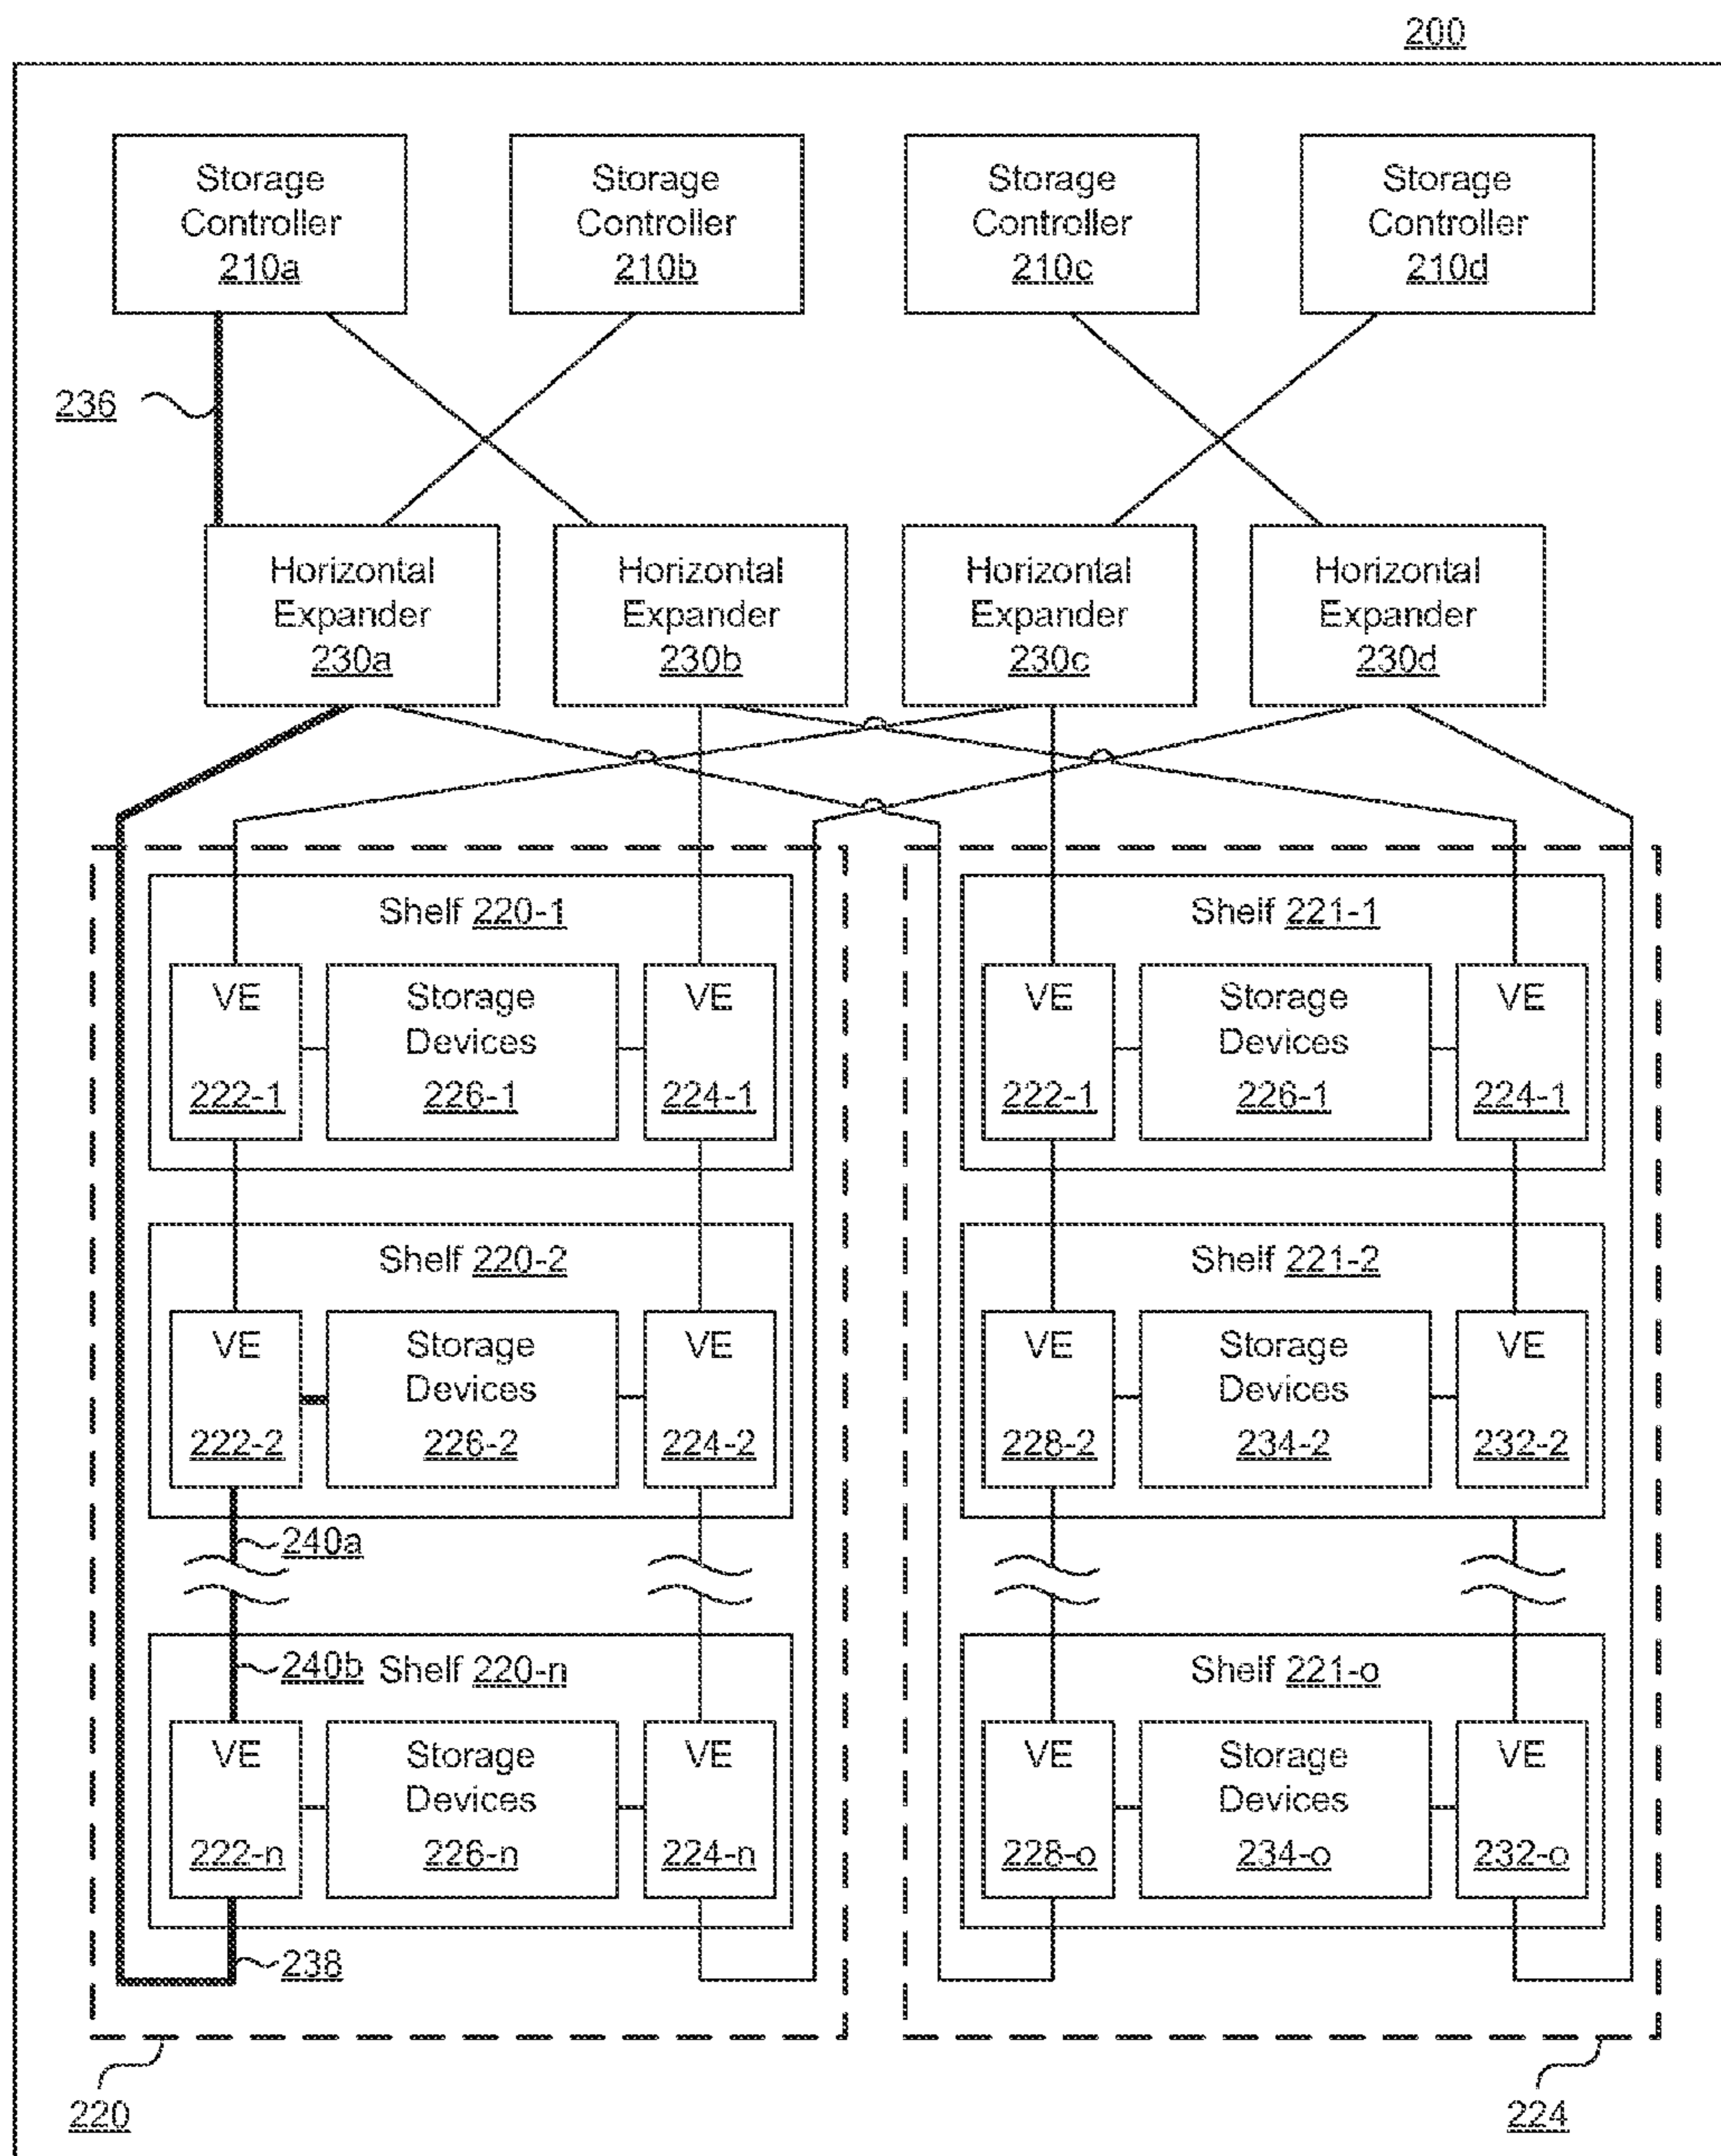 200
Storage
Controller
210a
Storage
Controller
210b
Storage
Controller
210c
Storage
Controller
210d
236
Horizontal
Expander
230a
Horizontal
Expander
230b
Horizontal
Expander
230c
Horizontal
Expander
230d
Shelf 220-1
VE
222-1
Storage
Devices
226-1
VE
224-1
Shelf 221-1
VE
222-1
Storage
Devices
226-1
VE
224-1
Shelf 220-2
VE
222-2
Storage
Devices
226-2
VE
224-2
Shelf 221-2
VE
228-2
Storage
Devices
234-2
VE
232-2
240a
240b
Shelf 220-n
VE
222-n
Storage
Devices
226-n
VE
224-n
Shelf 221-o
VE
228-o
Storage
Devices
234-o
VE
232-o
238
220
224